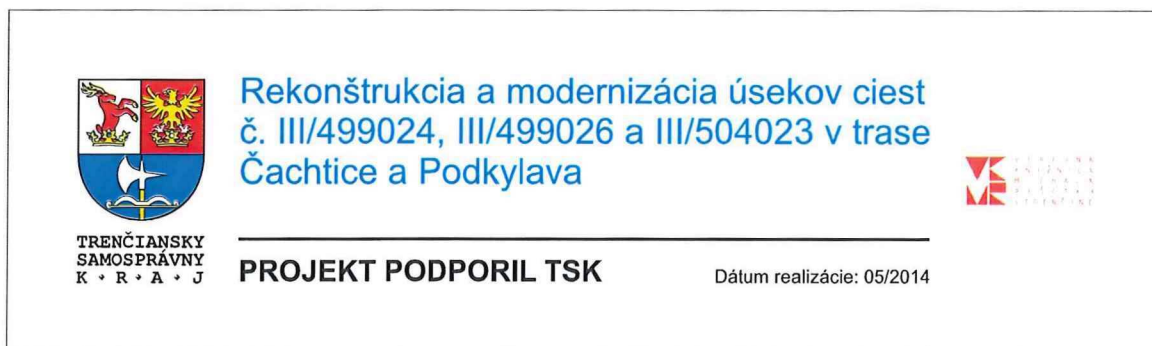 Rekonštrukcia a modernizácia úsekov ciest
č. III/499024, III/499026 a III/504023 v trase
Čachtice a Podkylava
TRENČIANSKY
SAMOSPRÁVNY
K • R • A • J
PROJEKT PODPORIL TSK
Dátum realizácie: 05/2014